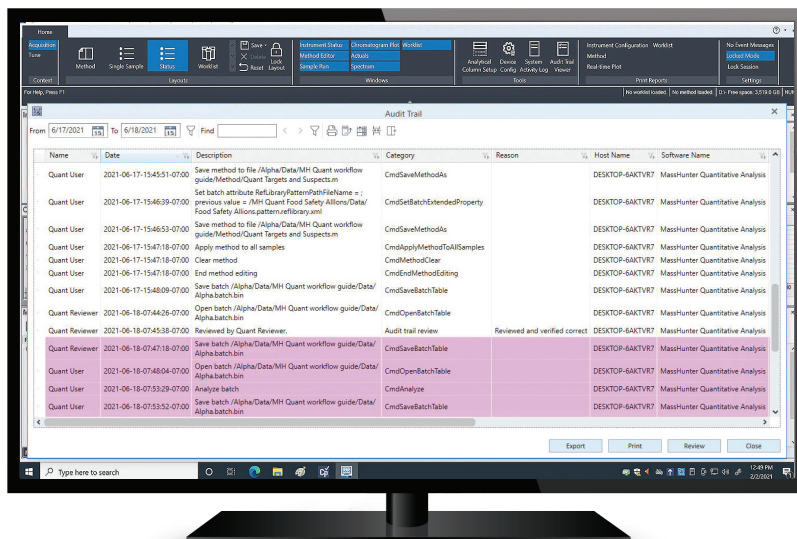 Home
Acquisition
Tune
Context
Method
Single Sample
Status
Worklist
Save
Delete
Reset
Lock
Layout
Layouts
Instrument Status Chromatogram Plot Worklist
Method Editor Actuals
Sample Run Spectrum
Windows
Analytical
Column Setup
Device
Config
System
Activity Log
Audit Trail
Viewer
Tools
Instrument Configuration Worklist
Method
Real-time Plot
Print Reports
No Event Messages
Locked Mode
Lock Session
Settings
For Help, Press F1
No worklist loaded. No method loaded D:> Free space: 3,519.0 GB NUM
Audit Trail
From 6/17/2021 To 6/18/2021 Find
Name Date Description Category Reason Host Name Software Name
Quant User 2021-06-17-15:45:51-07:00 Save method to file /Alpha/Data/MH Quant workflow CmdSaveMethodAs DESKTOP-6AKTVR7 MassHunter Quantitative Analysis
guide/Method/Quant Targets and Suspects.m
Set batch attribute RefLibraryPatternPathFileName = ;
Quant User 2021-06-17-15:46:39-07:00 previous value = /MH Quant Food Safety Alllions/Data/ CmdSetBatchExtendedProperty DESKTOP-6AKTVR7 MassHunter Quantitative Analysis
Food Safety Allions.pattern.reflibrary.xml
Quant User 2021-06-17-15:46:53-07:00 Save method to file /Alpha/Data/MH Quant workflow CmdSaveMethodAs DESKTOP-6AKTVR7 MassHunter Quantitative Analysis
guide/Method/Quant Targets and Suspects.m
Quant User 2021-06-17-15:47:18-07:00 Apply method to all samples CmdApplyMethodToAllSamples DESKTOP-6AKTVR7 MassHunter Quantitative Analysis
Quant User 2021-06-17-15:47:18-07:00 Clear method CmdMethodClear DESKTOP-6AKTVR7 MassHunter Quantitative Analysis
Quant User 2021-06-17-15:47:18-07:00 End method editing CmdEndMethodEditing DESKTOP-6AKTVR7 MassHunter Quantitative Analysis
Quant User 2021-06-17-15:48:09-07:00 Save batch /Alpha/Data/MH Quant workflow guide/Data/ CmdSaveBatchTable DESKTOP-6AKTVR7 MassHunter Quantitative Analysis
Alpha.batch.bin
Quant Reviewer 2021-06-18-07:44:26-07:00 Open batch /Alpha/Data/MH Quant workflow guide/Data/ CmdOpenBatchTable DESKTOP-6AKTVR7 MassHunter Quantitative Analysis
Alpha.batch.bin
Quant Reviewer 2021-06-18-07:45:38-07:00 Reviewed by Quant Reviewer. Audit trail review Reviewed and verified correct DESKTOP-6AKTVR7 MassHunter Quantitative Analysis
Quant Reviewer 2021-06-18-07:47:18-07:00 Save batch /Alpha/Data/MH Quant workflow guide/Data/ CmdSaveBatchTable DESKTOP-6AKTVR7 MassHunter Quantitative Analysis
Alpha.batch.bin
Quant User 2021-06-18-07:48:04-07:00 Open batch /Alpha/Data/MH Quant workflow guide/Data/ CmdOpenBatchTable DESKTOP-6AKTVR7 MassHunter Quantitative Analysis
Alpha.batch.bin
Quant User 2021-06-18-07:53:29-07:00 Analyze batch CmdAnalyze DESKTOP-6AKTVR7 MassHunter Quantitative Analysis
Quant User 2021-06-18-07:53:52-07:00 Save batch /Alpha/Data/MH Quant workflow guide/Data/ CmdSaveBatchTable DESKTOP-6AKTVR7 MassHunter Quantitative Analysis
Alpha.batch.bin
Export Print Review Close
Type here to search
12:49 PM
2/2/2021